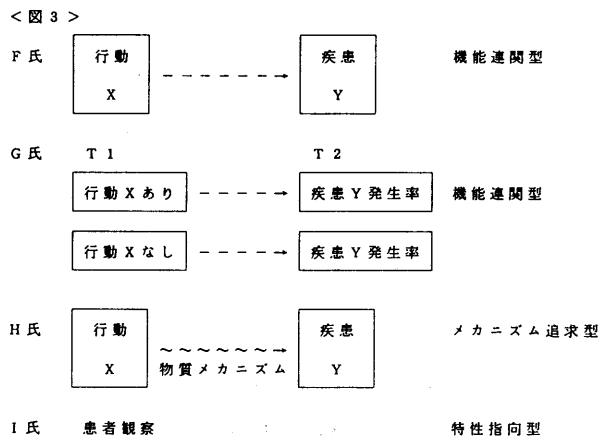 <図3>
F氏 行動 X 疾患 Y 機能連関型
G氏 T1 T2
行動Xあり 疾患Y発生率 機能連関型
行動Xなし 疾患Y発生率
H氏 行動 X 物質メカニズム 疾患 Y メカニズム追求型
I氏 患者観察 特性指向型